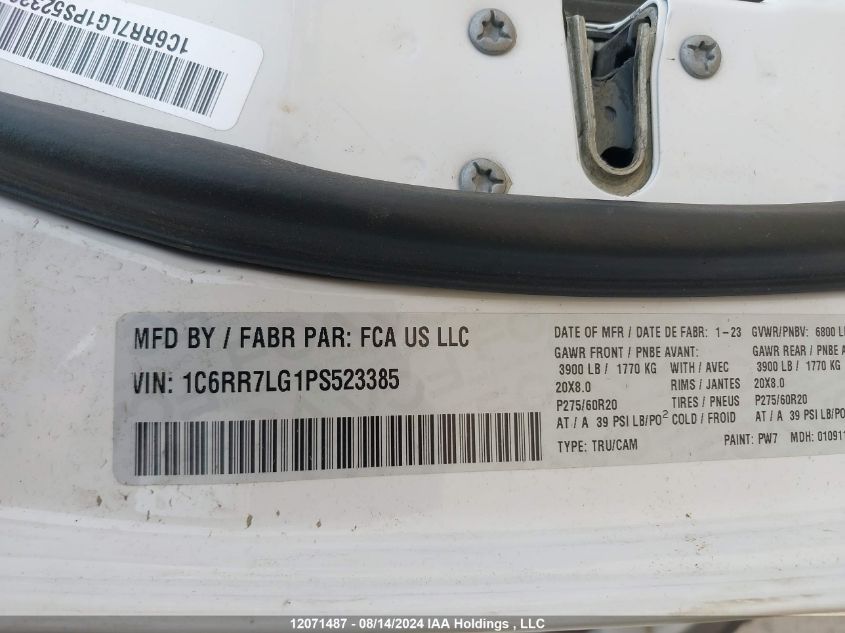 1C6RR7LG1PS5233
MFD BY / FABR PAR: FCA US LLC
VIN: 1C6RR7LG1PS523385
DATE OF MFR / DATE DE FABR: 1-23 GVWR/PNBV: 6800 L
GAWR FRONT / PNBE AVANT: GAWR REAR / PNBE A
3900 LB / 1770 KG WITH / AVEC 3900 LB / 1770 K
20X8.0 RIMS / JANTES 20X8.0
P275/60R20 TIRES / PNEUS P275/60R20
AT / A 39 PSI LB/PO² COLD / FROID AT / A 39 PSI LB/P
TYPE: TRU/CAM PAINT: PW7 MDH: 010911
12071487 - 08/14/2024 IAA Holdings , LLC